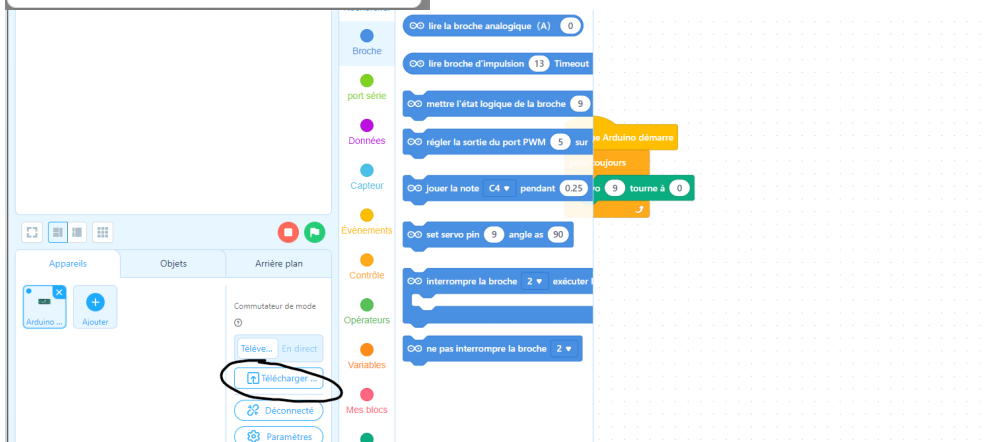 lire la broche analogique (A) 0
Broche
lire broche d'impulsion 13 Timeout
port série
mettre l'état logique de la broche 9
Données
régler la sortie du port PWM 5 sur
e Arduino démarre
toujours
Capteur
jouer la note C4 ▾ pendant 0.25
o 9 tourne à 0
Événements
set servo pin 9 angle as 90
Appareils Objets Arrière plan
Contrôle
interrompre la broche 2 ▾ exécuter l
Arduino ... Ajouter
Commutateur de mode
Opérateurs
Téléve... En direct
ne pas interrompre la broche 2 ▾
Variables
Télécharger ...
Déconnecté
Mes blocs
Paramètres